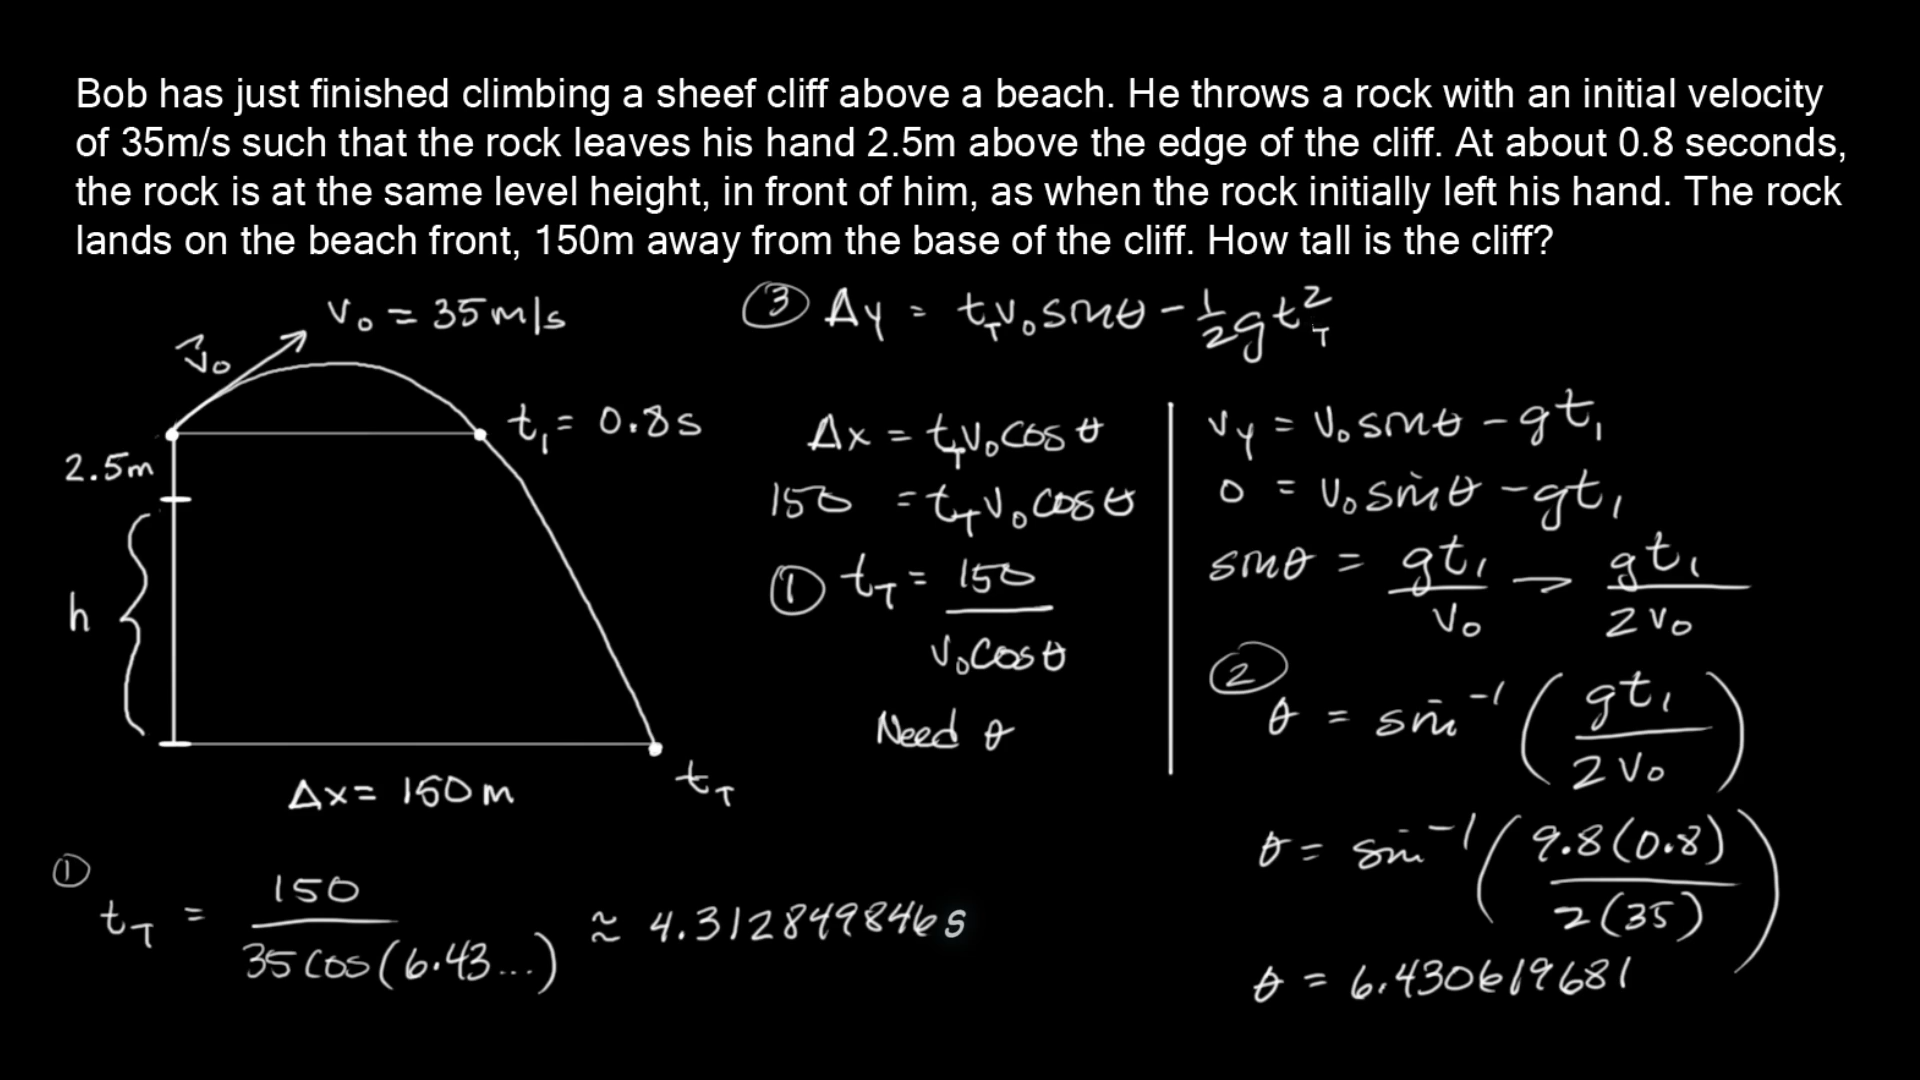 Bob has just finished climbing a sheef cliff above a beach. He throws a rock with an initial velocity
of 35m/s such that the rock leaves his hand 2.5m above the edge of the cliff. At about 0.8 seconds,
the rock is at the same level height, in front of him, as when the rock initially left his hand. The rock
lands on the beach front, 150m away from the base of the cliff. How tall is the cliff?
v₀ = 35m/s
v⃗₀
t₁ = 0.8s
2.5m
h
Δx = 150m
t_T
③ Δy = t_T v₀ sinθ - 1/2 g t_T²
Δx = t_T v₀ cosθ
150 = t_T v₀ cosθ
① t_T = 150 / v₀cosθ
Need θ
v_y = v₀ sinθ - gt₁
0 = v₀ sinθ - gt₁
sinθ = gt₁ / v₀ → gt₁ / 2v₀
② θ = sin⁻¹(gt₁ / 2v₀)
θ = sin⁻¹(9.8(0.8) / 2(35))
θ = 6.430619681
① t_T = 150 / 35cos(6.43...) ≈ 4.312849846s